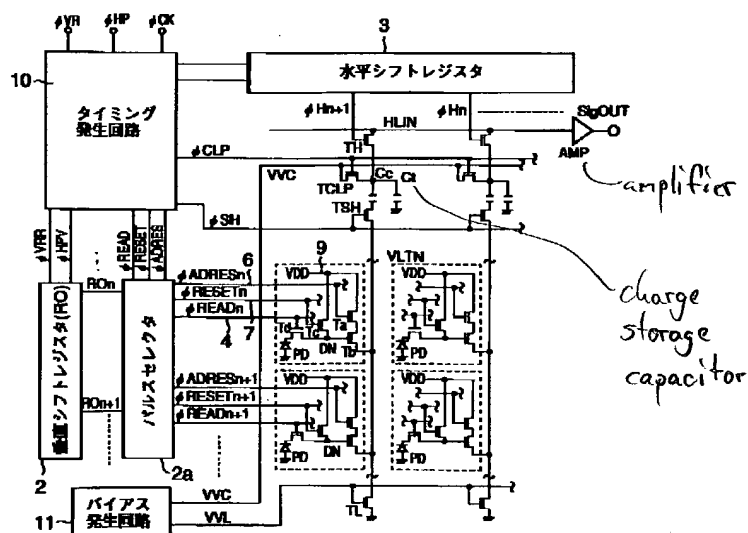 φVR φHP φCK
3
10
水平シフトレジスタ
タイミング
発生回路
φHn+1 φHn
SigOUT
HLIN
TH
AMP
amplifier
φCLP
VVC
TCLP
Cc Ct
TSH
φSH
φVRR
φHPV
φREAD
φRESET
φADRES
6
9
VLTN
charge
storage
capacitor
ROn
φADRESn
φRESETn
φREADn
7
4
VDD
Td Tc Ta
DN Tb
PD
VDD
PD
垂直シフトレジスタ(RO)
パルスセレクタ
φADRESn+1
φRESETn+1
φREADn+1
ROn+1
VDD
DN
PD
VDD
PD
2
2a
11
バイアス
発生回路
VVC
VVL
TL